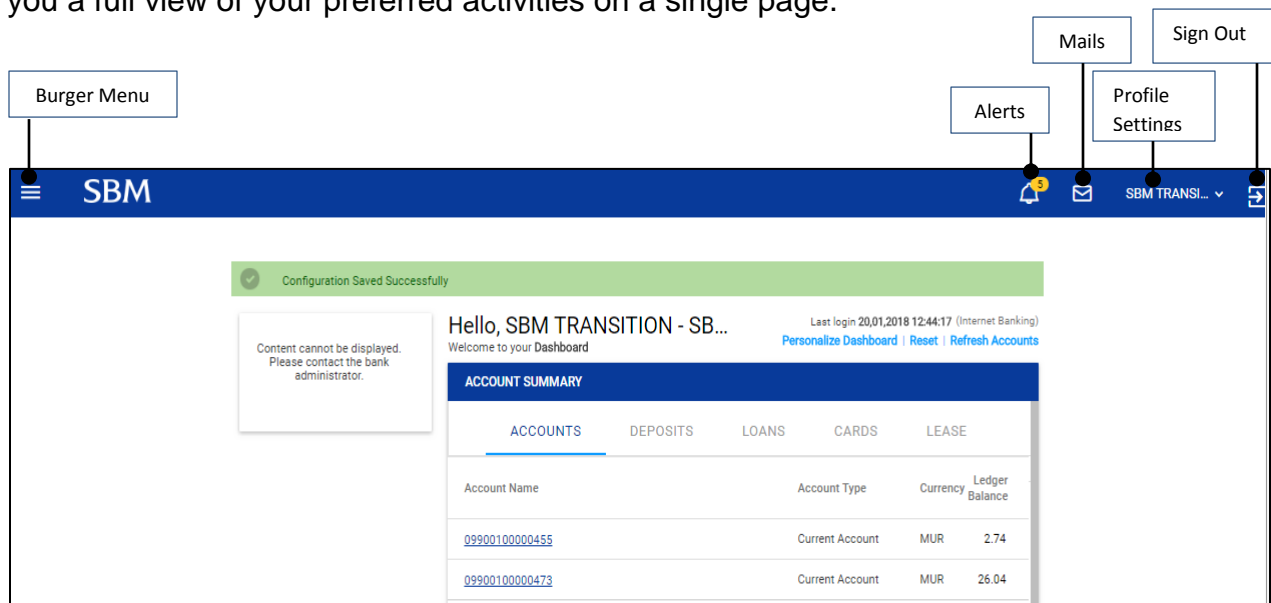 you a full view of your preferred activities on a single page.
Mails
Sign Out
Burger Menu
Alerts
Profile
Settings
SBM
5
SBM TRANSI...
Configuration Saved Successfully
Content cannot be displayed.
Please contact the bank
administrator.
Hello, SBM TRANSITION - SB...
Last login 20,01,2018 12:44:17 (Internet Banking)
Welcome to your Dashboard
Personalize Dashboard | Reset | Refresh Accounts
ACCOUNT SUMMARY
ACCOUNTS DEPOSITS LOANS CARDS LEASE
Account Name Account Type Currency Ledger Balance
09900100000455 Current Account MUR 2.74
09900100000473 Current Account MUR 26.04